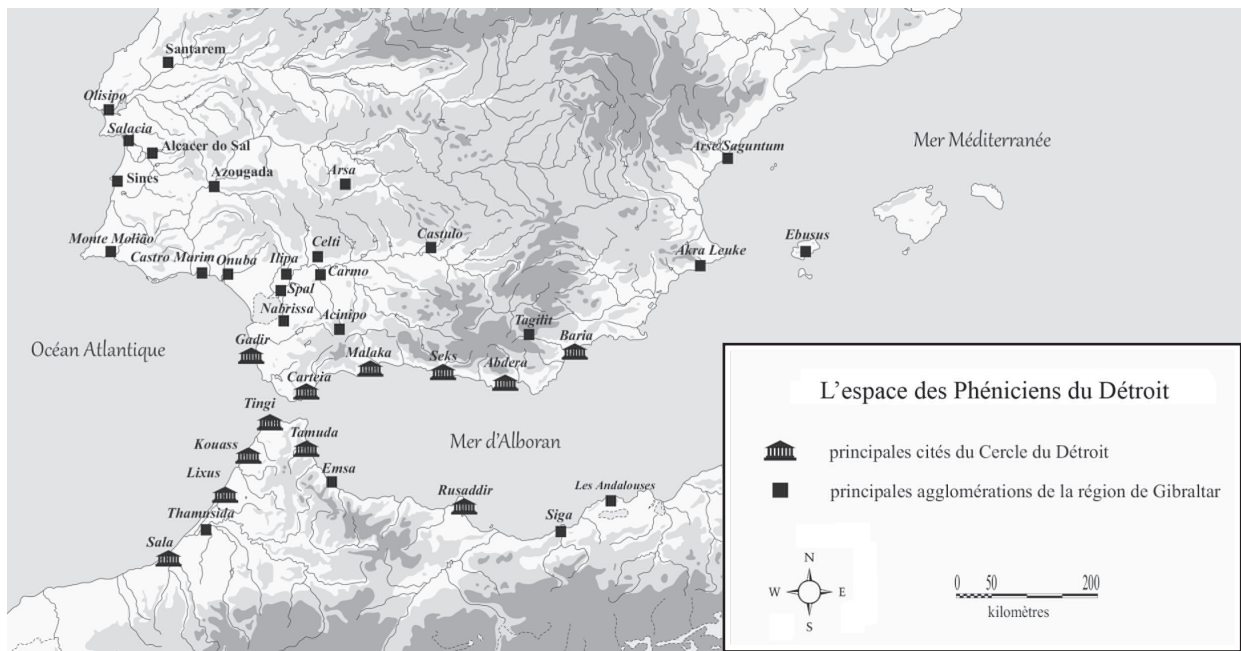 Santarem
Olisipo
Salacia
Alcacer do Sal
Sines
Azougada
Arsa
Arse/Saguntum
Mer Méditerranée
Monte Molião
Castro Marim
Onuba
Ilipa
Celti
Castulo
Carmo
Spal
Nabrissa
Acinipo
Akra Leuke
Ebusus
Tagilit
Baria
Gadir
Malaka
Seks
Abdera
Océan Atlantique
Carteia
Tingi
Tamuda
Mer d'Alboran
Kouass
Emsa
Lixus
Rusaddir
Les Andalouses
Thamusida
Siga
Sala
L'espace des Phéniciens du Détroit
principales cités du Cercle du Détroit
principales agglomérations de la région de Gibraltar
N
W E
S
0 50 200
kilomètres